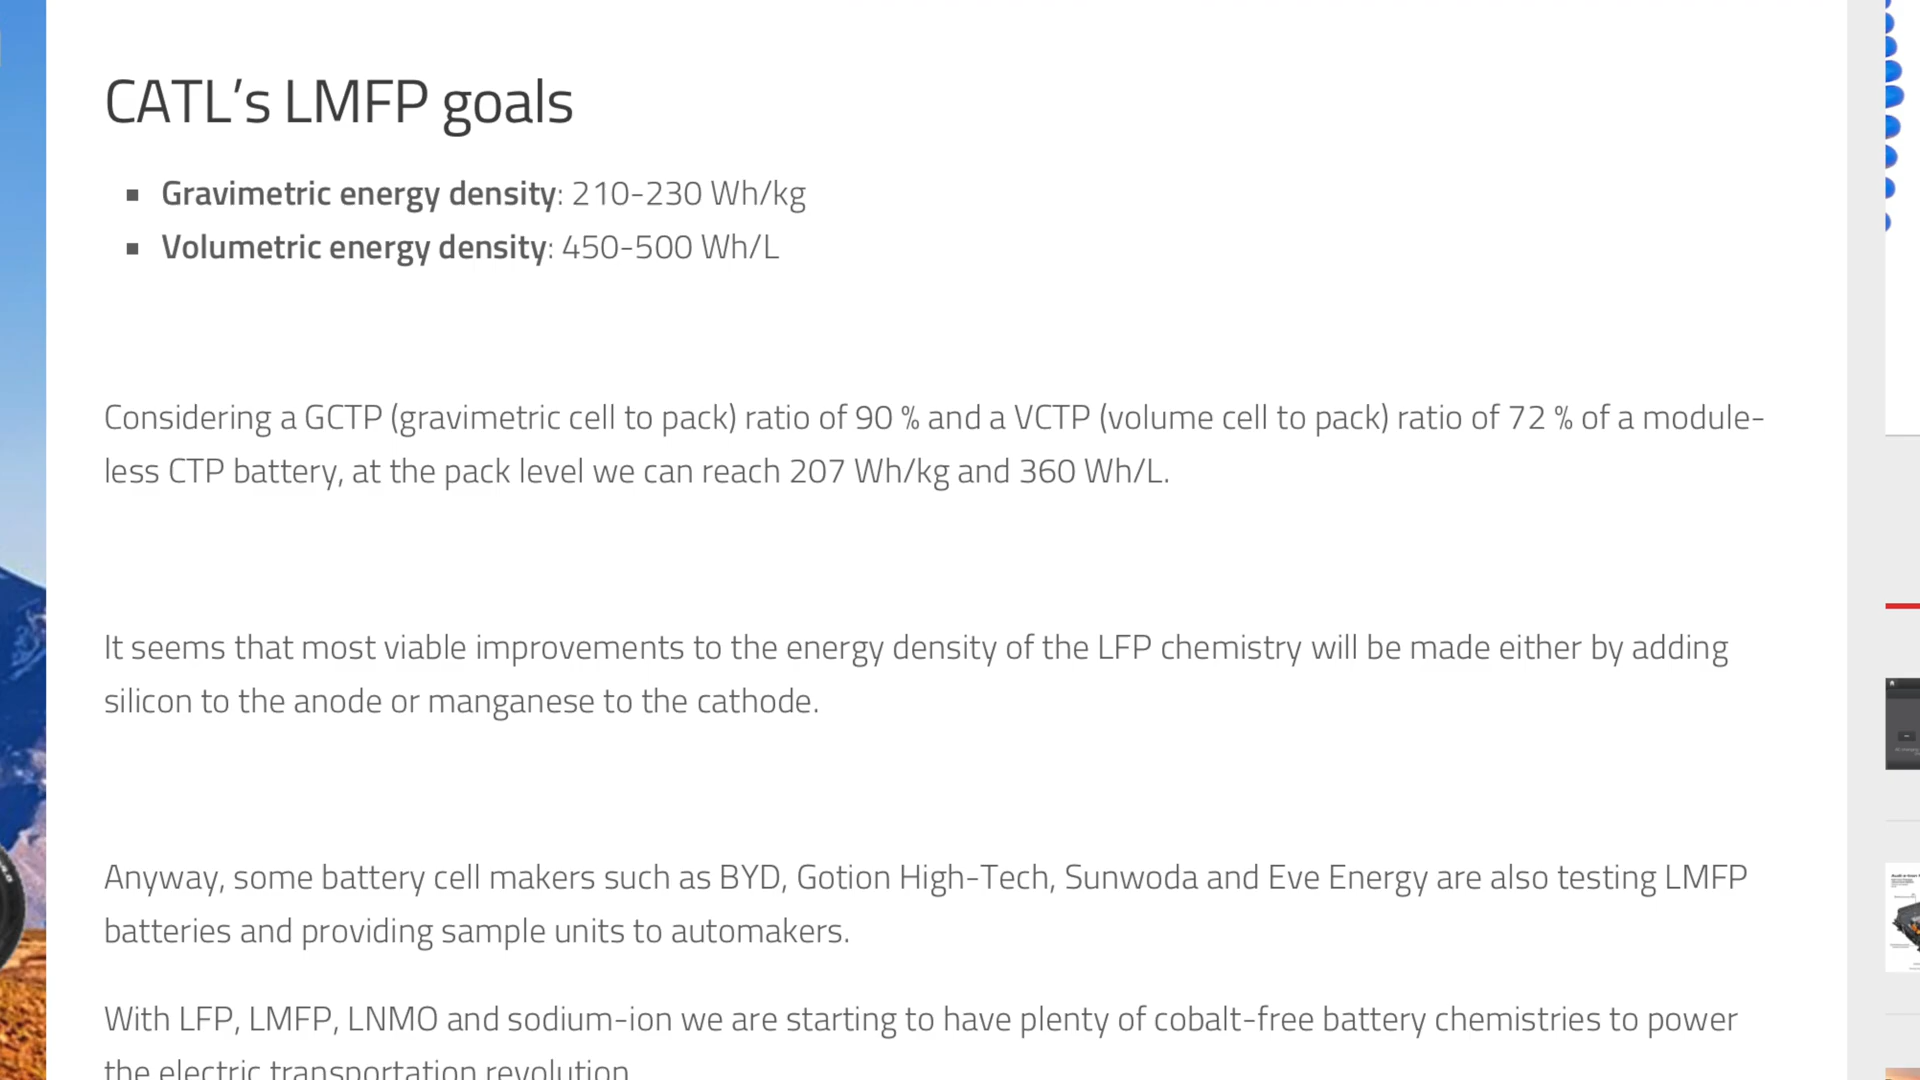 CATL’s LMFP goals
▪ Gravimetric energy density: 210-230 Wh/kg
▪ Volumetric energy density: 450-500 Wh/L
Considering a GCTP (gravimetric cell to pack) ratio of 90 % and a VCTP (volume cell to pack) ratio of 72 % of a module-
less CTP battery, at the pack level we can reach 207 Wh/kg and 360 Wh/L.
It seems that most viable improvements to the energy density of the LFP chemistry will be made either by adding
silicon to the anode or manganese to the cathode.
Anyway, some battery cell makers such as BYD, Gotion High-Tech, Sunwoda and Eve Energy are also testing LMFP
batteries and providing sample units to automakers.
With LFP, LMFP, LNMO and sodium-ion we are starting to have plenty of cobalt-free battery chemistries to power
the electric transportation revolution